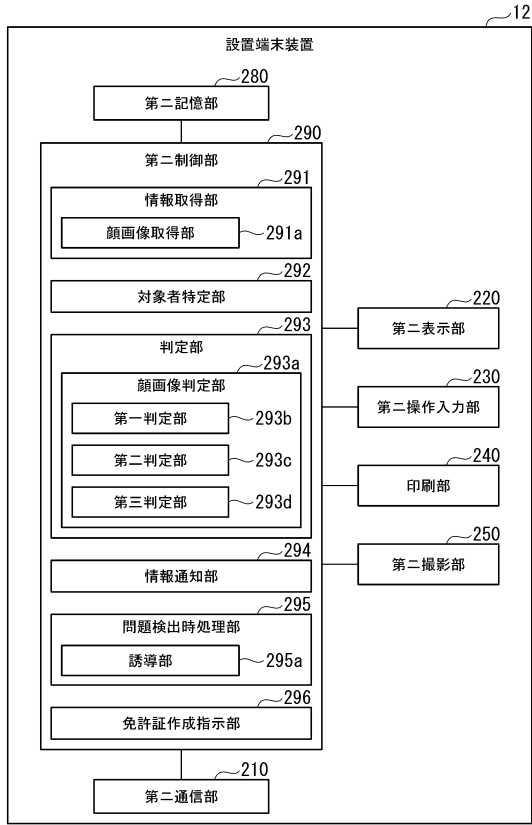 12
設置端末装置
280
第二記憶部
290
第二制御部
291
情報取得部
顔画像取得部
291a
292
対象者特定部
293
判定部
293a
顔画像判定部
第一判定部
293b
第二判定部
293c
第三判定部
293d
294
情報通知部
295
問題検出時処理部
誘導部
295a
296
免許証作成指示部
220
第二表示部
230
第二操作入力部
240
印刷部
250
第二撮影部
210
第二通信部